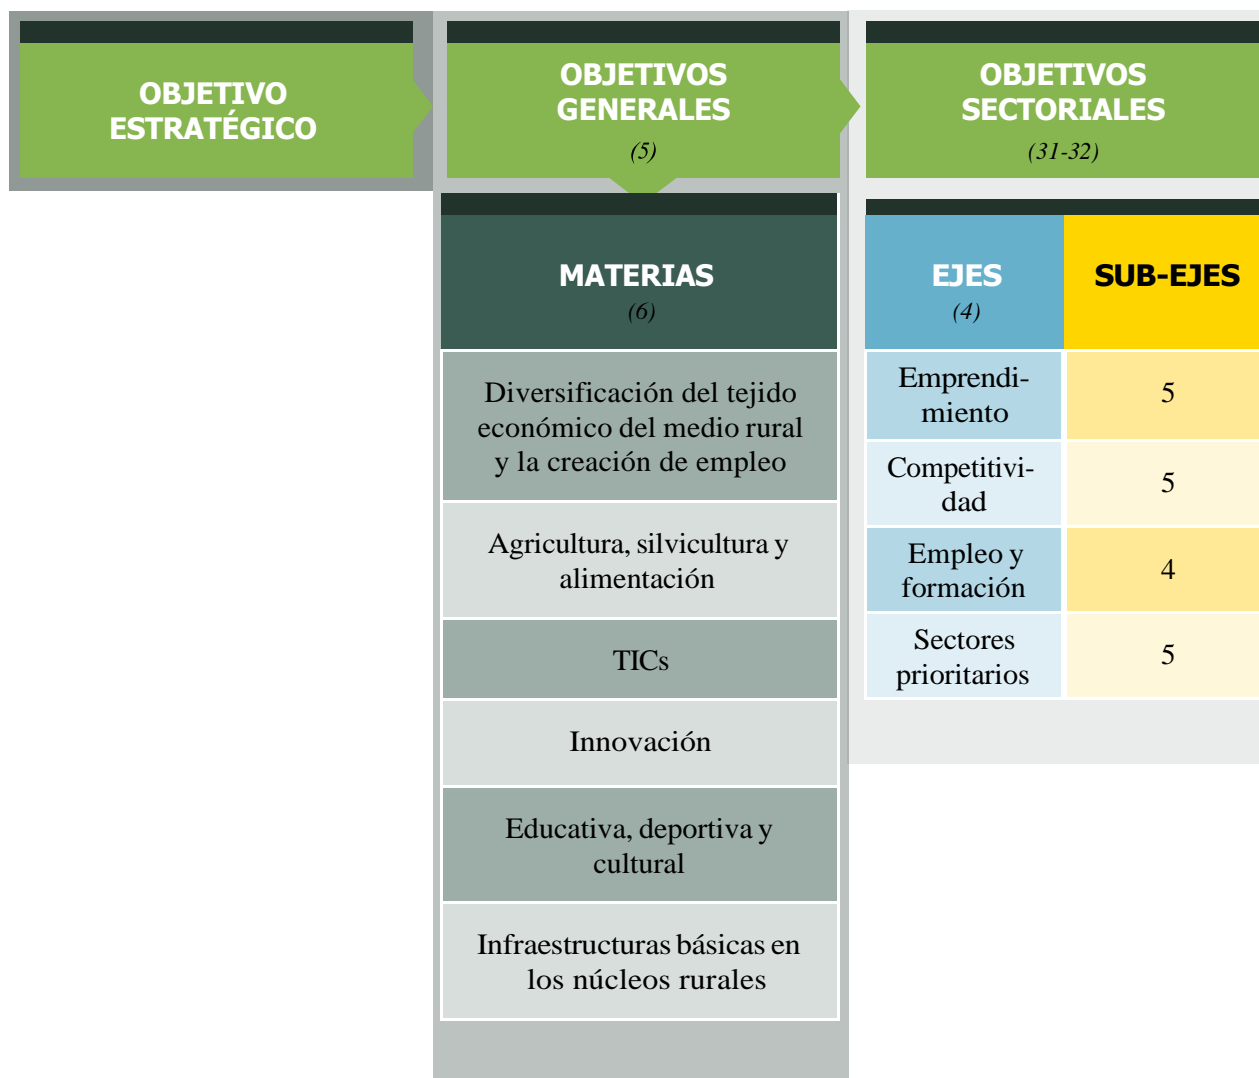 OBJETIVO
ESTRATÉGICO
OBJETIVOS
GENERALES
(5)
OBJETIVOS
SECTORIALES
(31-32)
MATERIAS
(6)
Diversificación del tejido
económico del medio rural
y la creación de empleo
Agricultura, silvicultura y
alimentación
TICs
Innovación
Educativa, deportiva y
cultural
Infraestructuras básicas en
los núcleos rurales
EJES
(4)
SUB-EJES
Emprendi-
miento
5
Competitivi-
dad
5
Empleo y
formación
4
Sectores
prioritarios
5